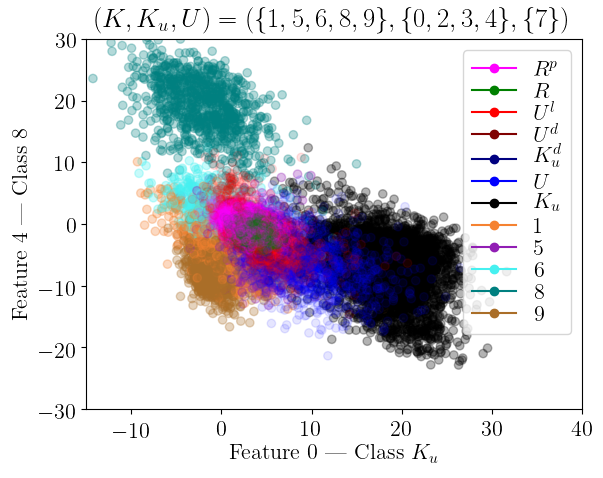 (K, K_u, U) = ({1, 5, 6, 8, 9}, {0, 2, 3, 4}, {7})
30
20
10
0
−10
−20
−30
Feature 4 — Class 8
R^p
R
U^l
U^d
K_u^d
U
K_u
1
5
6
8
9
−10
0
10
20
30
40
Feature 0 — Class K_u